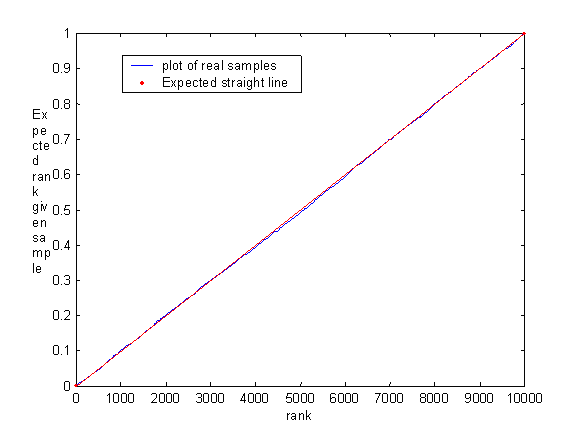 1
0.9
0.8
0.7
0.6
0.5
0.4
0.3
0.2
0.1
0
plot of real samples
Expected straight line
Ex
pe
cte
d
ran
k
giv
en
sa
mp
le
0 1000 2000 3000 4000 5000 6000 7000 8000 9000 10000
rank